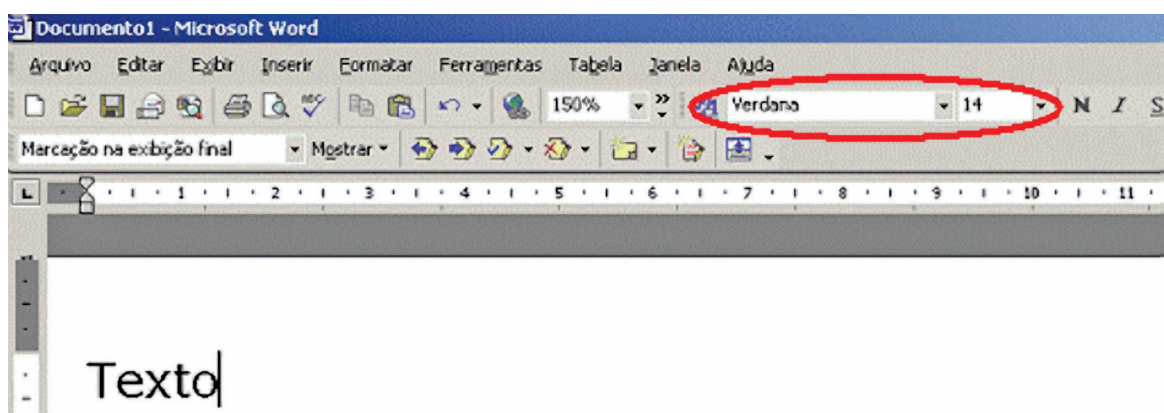 Documento1 - Microsoft Word
Arquivo Editar Exibir Inserir Formatar Ferramentas Tabela Janela Ajuda
150% Verdana 14 N I S
Marcação na exibição final Mostrar
L 1 2 3 4 5 6 7 8 9 10 11
Texto